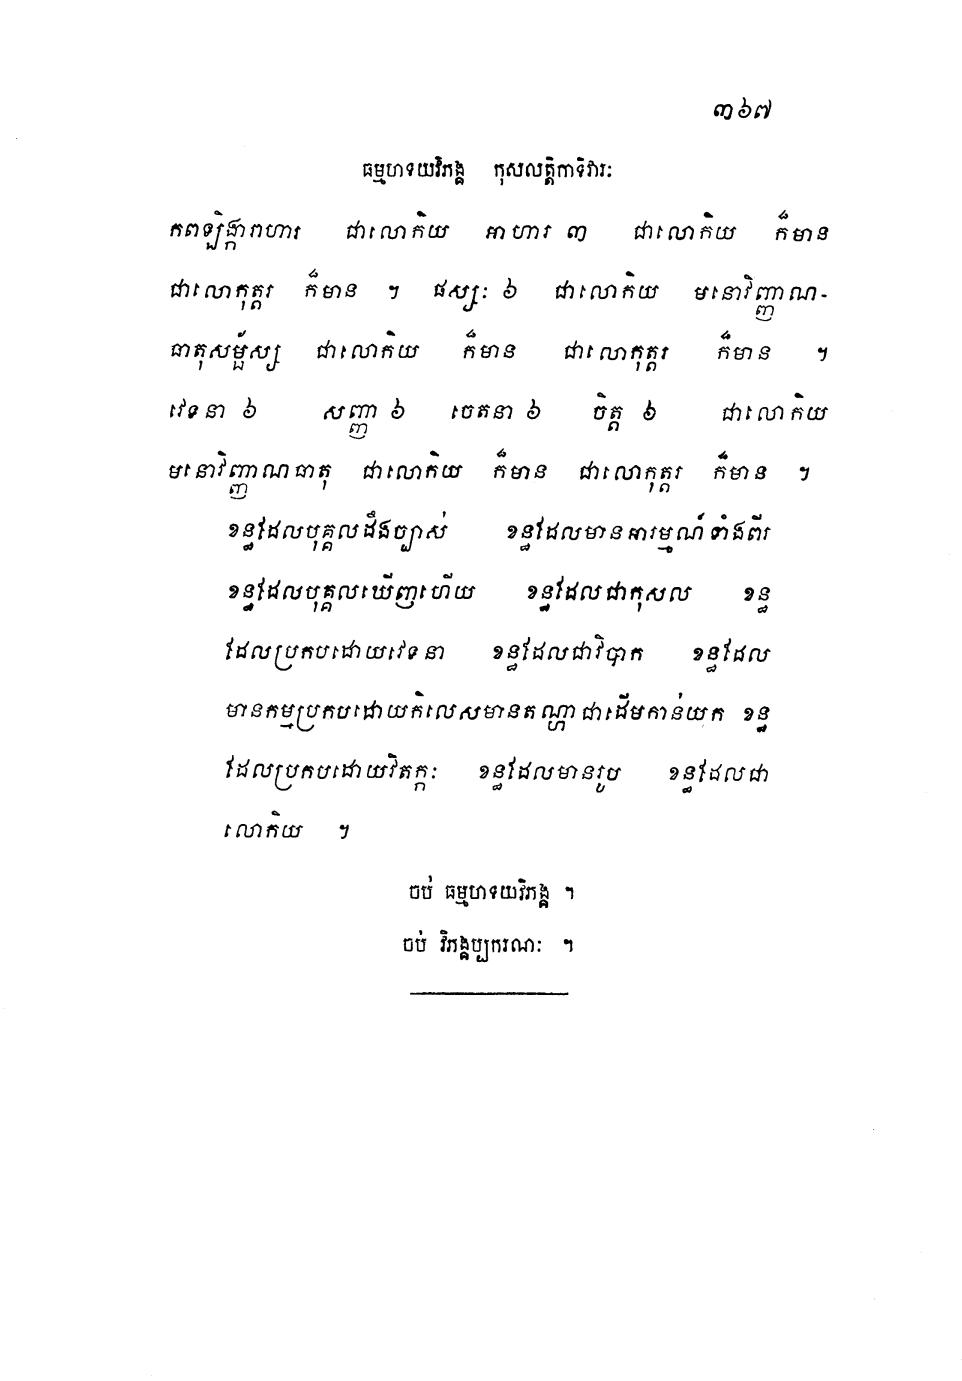 ៣៦៧
ធម្មហទយវិភង្គ កុសលត្តិកាទិវារៈ
កពឡិង្ការាហារ ជាលោកិយ អាហារ ៣ ជាលោកិយ ក៏មាន
ជាលោកុត្តរ ក៏មាន ។ ផស្សៈ ៦ ជាលោកិយ មនោវិញ្ញាណ-
ធាតុសម្ផ័ស្ស ជាលោកិយ ក៏មាន ជាលោកុត្តរ ក៏មាន ។
វេទនា ៦ សញ្ញា ៦ ចេតនា ៦ ចិត្ត ៦ ជាលោកិយ
មនោវិញ្ញាណធាតុ ជាលោកិយ ក៏មាន ជាលោកុត្តរ ក៏មាន ។
ខន្ធដែលបុគ្គលដឹងច្បាស់ ខន្ធដែលមានអារម្មណ៍ទាំងពីរ
ខន្ធដែលបុគ្គលឃើញហើយ ខន្ធដែលជាកុសល ខន្ធ
ដែលប្រកបដោយវេទនា ខន្ធដែលជាវិបាក ខន្ធដែល
មានកម្មប្រកបដោយកិលេសមានតណ្ហាជាដើមកាន់យក ខន្ធ
ដែលប្រកបដោយវិតក្កៈ ខន្ធដែលមានរូប ខន្ធដែលជា
លោកិយ ។
ចប់ ធម្មហទយវិភង្គ ។
ចប់ វិភង្គប្បករណៈ ។